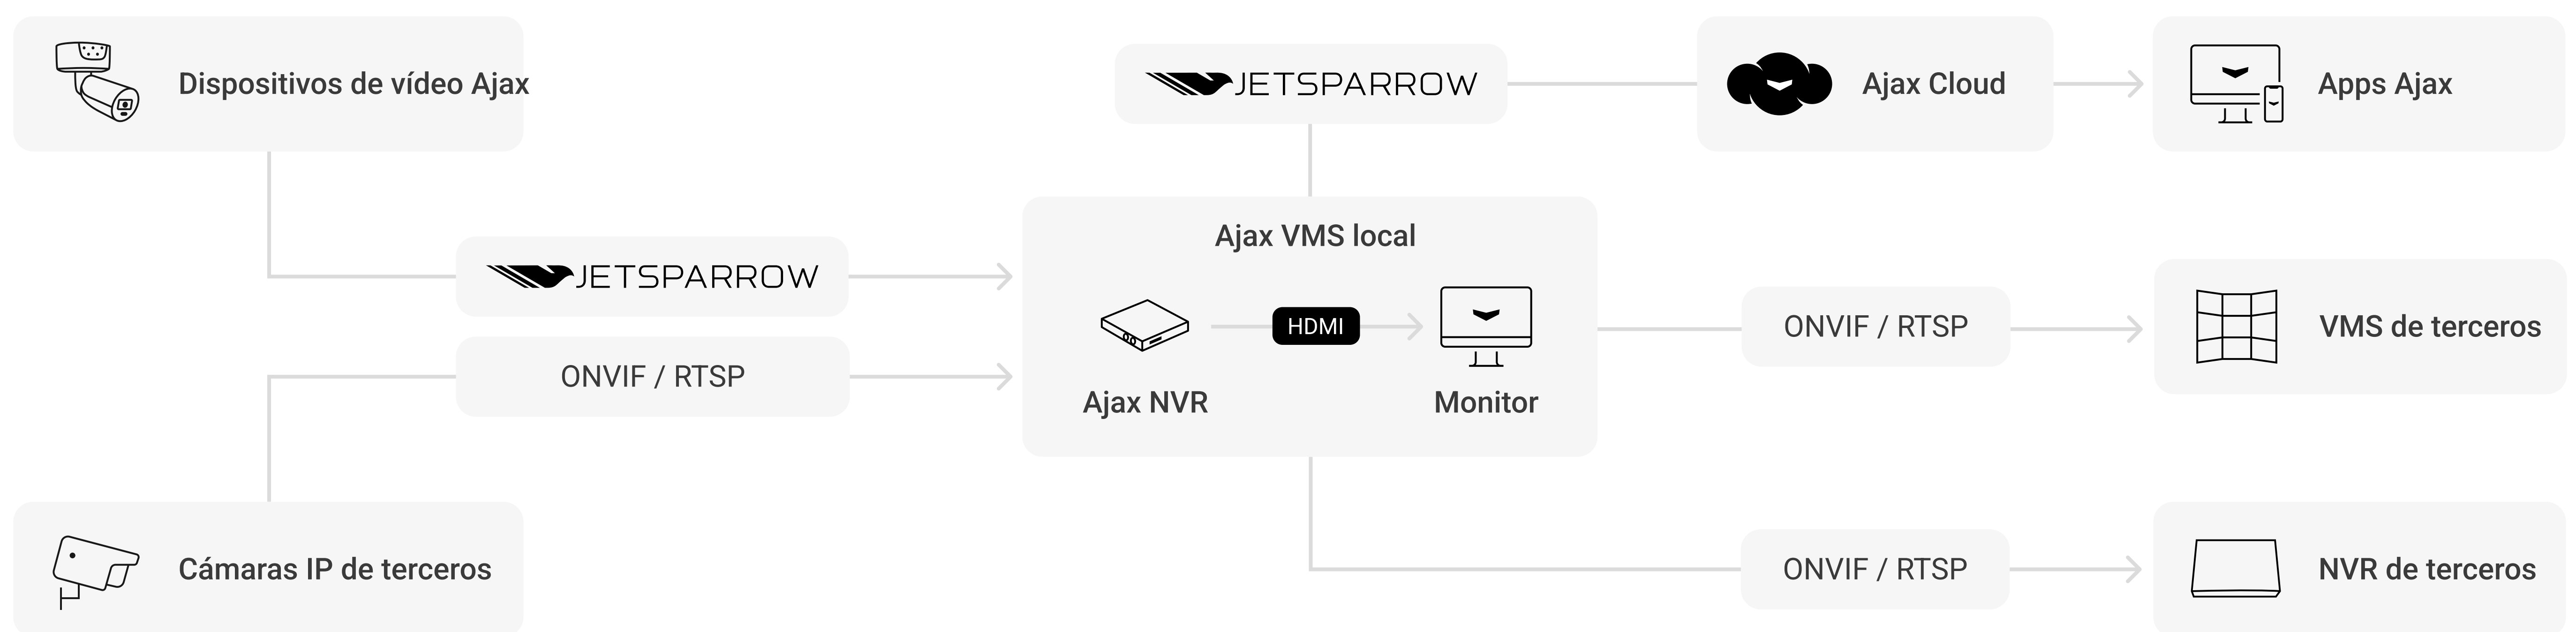 Dispositivos de vídeo Ajax
JETSPARROW
Ajax Cloud
Apps Ajax
JETSPARROW
ONVIF / RTSP
Ajax VMS local
HDMI
Ajax NVR
Monitor
ONVIF / RTSP
VMS de terceros
Cámaras IP de terceros
ONVIF / RTSP
NVR de terceros